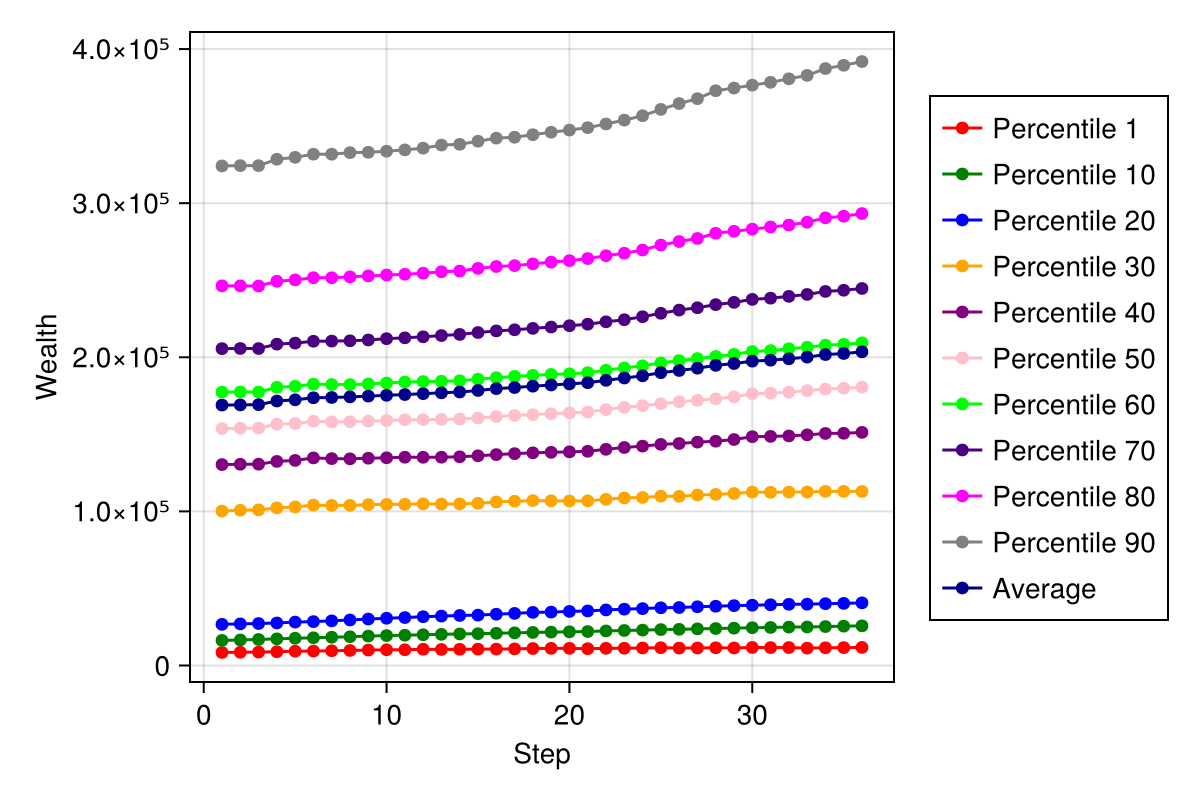 4.0×10⁵
3.0×10⁵
2.0×10⁵
1.0×10⁵
0
0 10 20 30
Wealth
Step
Percentile 1
Percentile 10
Percentile 20
Percentile 30
Percentile 40
Percentile 50
Percentile 60
Percentile 70
Percentile 80
Percentile 90
Average